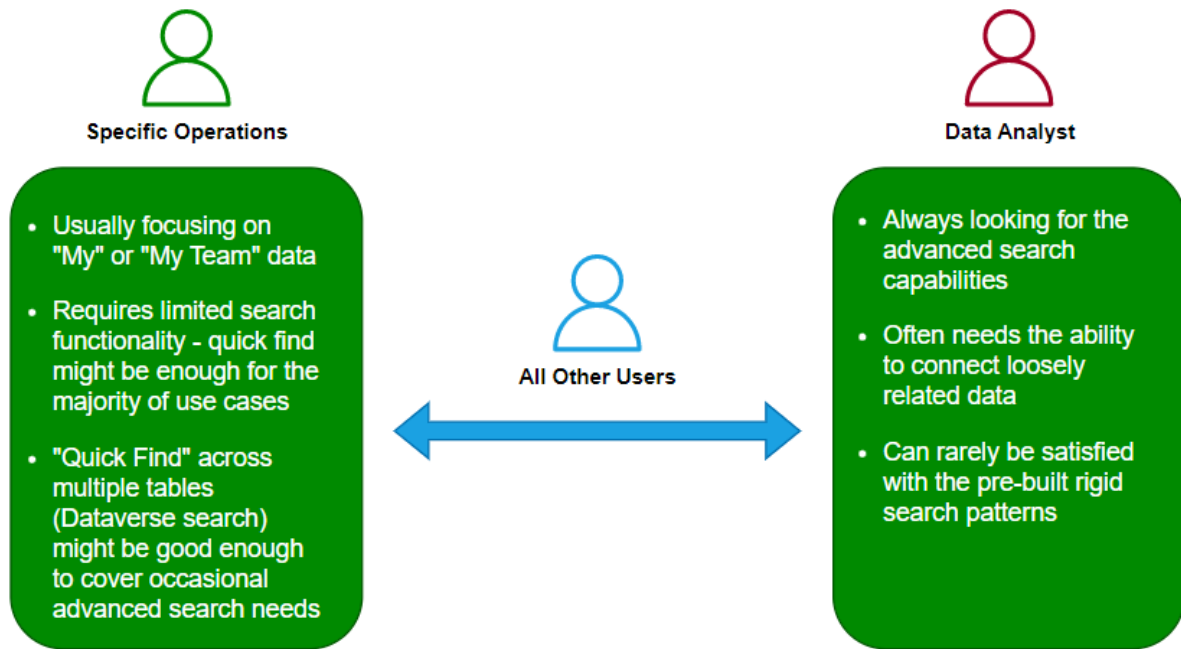 Specific Operations
• Usually focusing on
"My" or "My Team" data
• Requires limited search
functionality - quick find
might be enough for the
majority of use cases
• "Quick Find" across
multiple tables
(Dataverse search)
might be good enough
to cover occasional
advanced search needs
All Other Users
Data Analyst
• Always looking for the
advanced search
capabilities
• Often needs the ability
to connect loosely
related data
• Can rarely be satisfied
with the pre-built rigid
search patterns